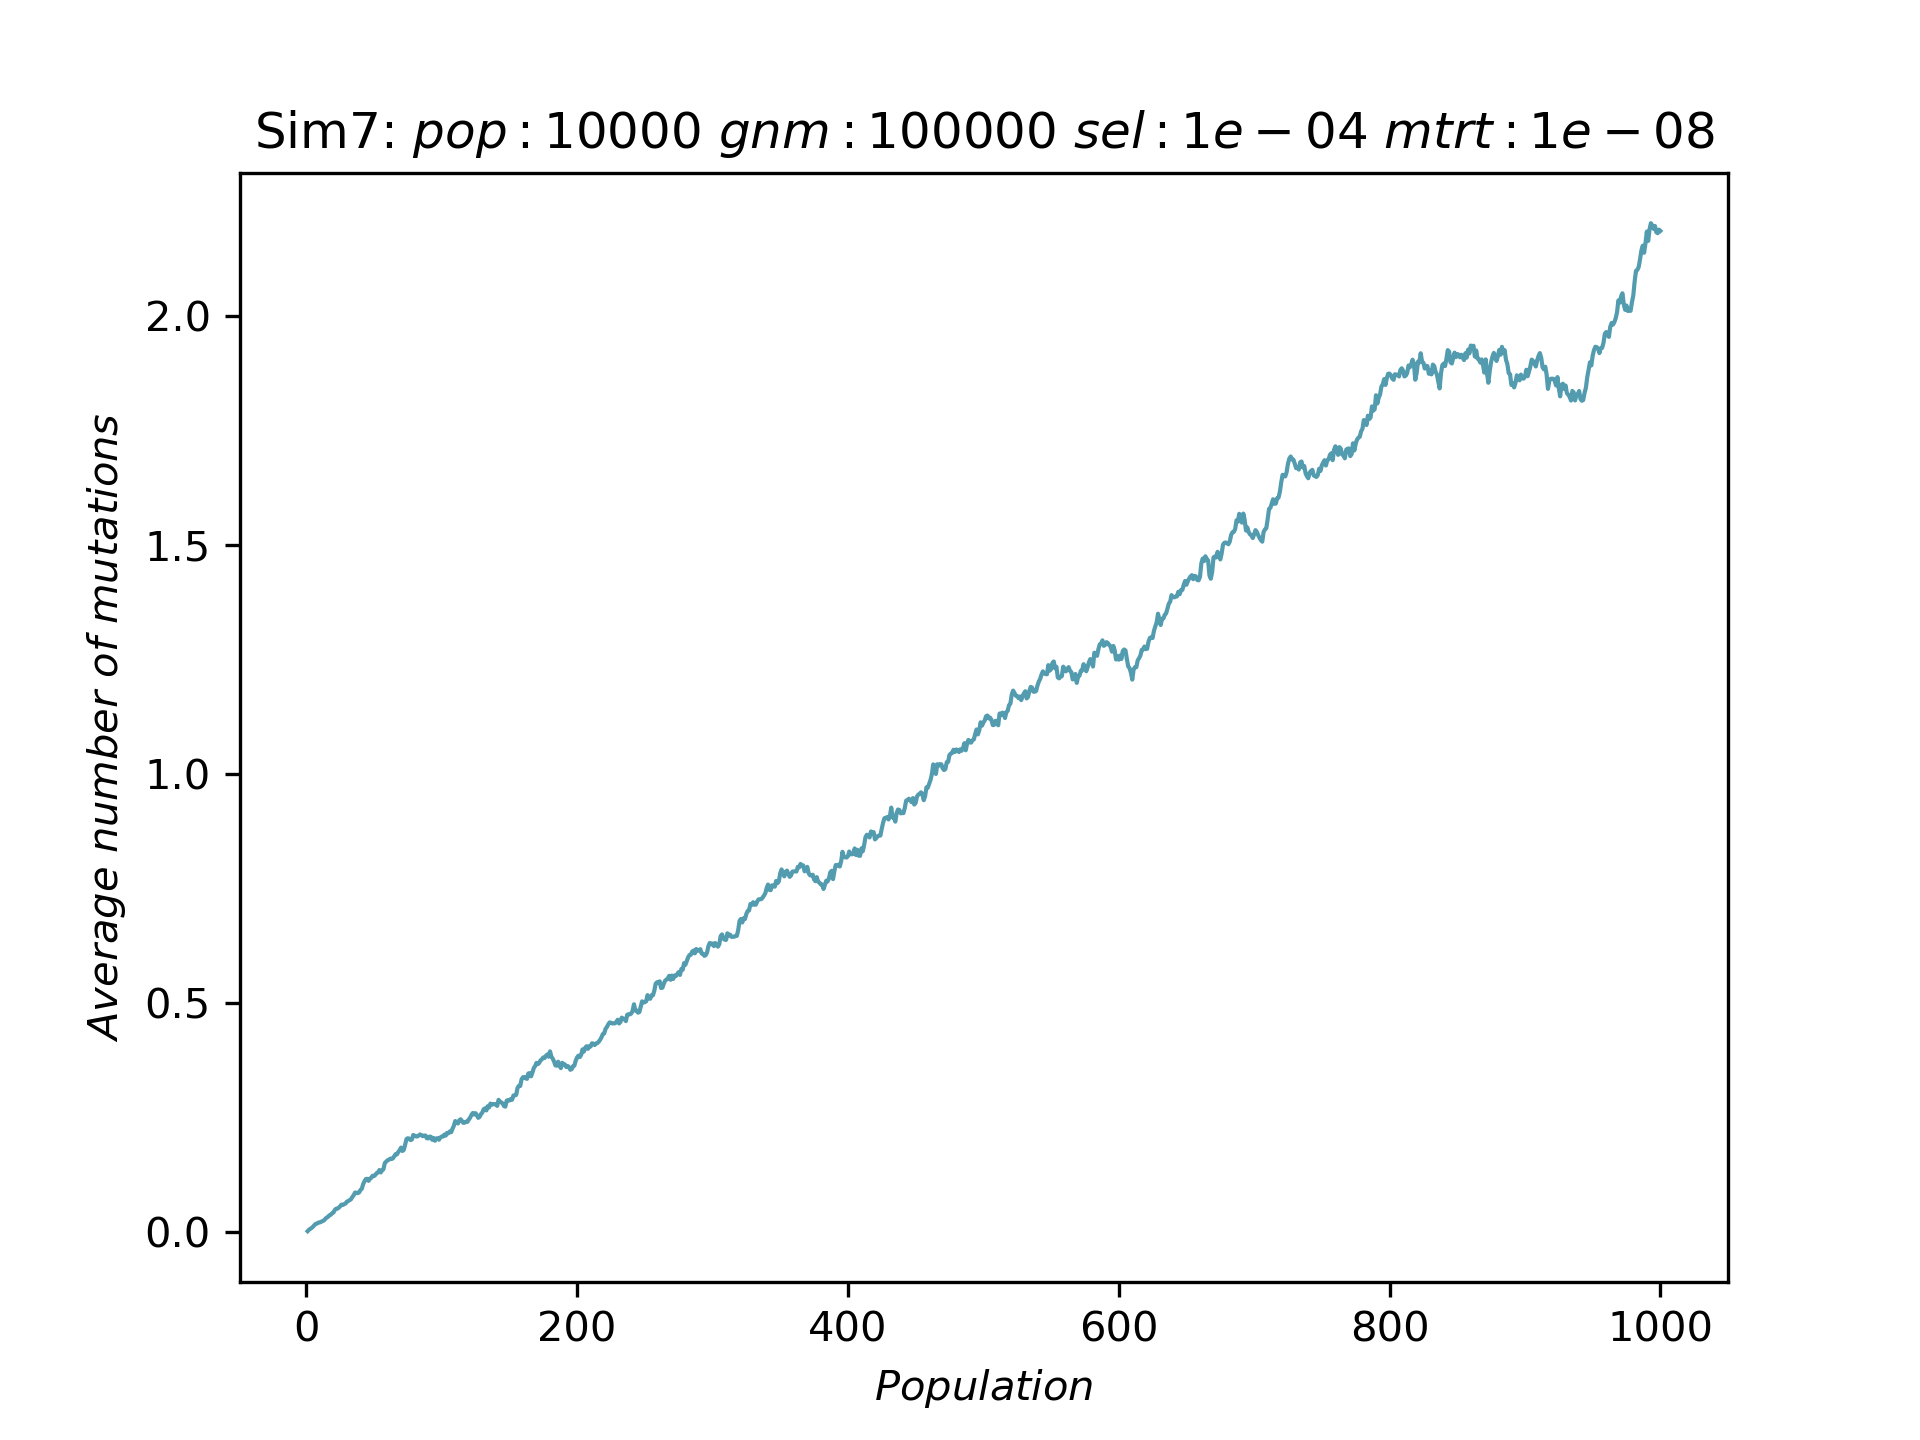 Sim7: pop : 10000 gnm : 100000 sel : 1e − 04 mtrt : 1e − 08
Average number of mutations
2.0
1.5
1.0
0.5
0.0
0 200 400 600 800 1000
Population